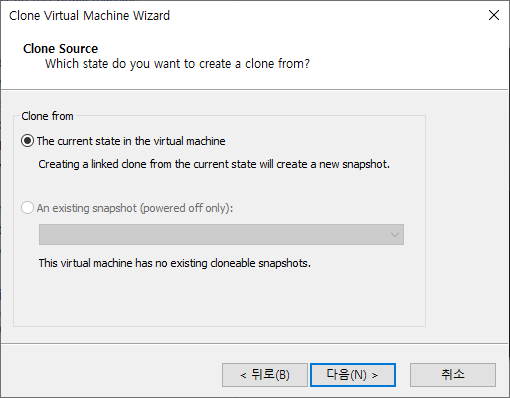 Clone Virtual Machine Wizard
Clone Source
Which state do you want to create a clone from?
Clone from
The current state in the virtual machine
Creating a linked clone from the current state will create a new snapshot.
An existing snapshot (powered off only):
This virtual machine has no existing cloneable snapshots.
< 뒤로(B) 다음(N) > 취소